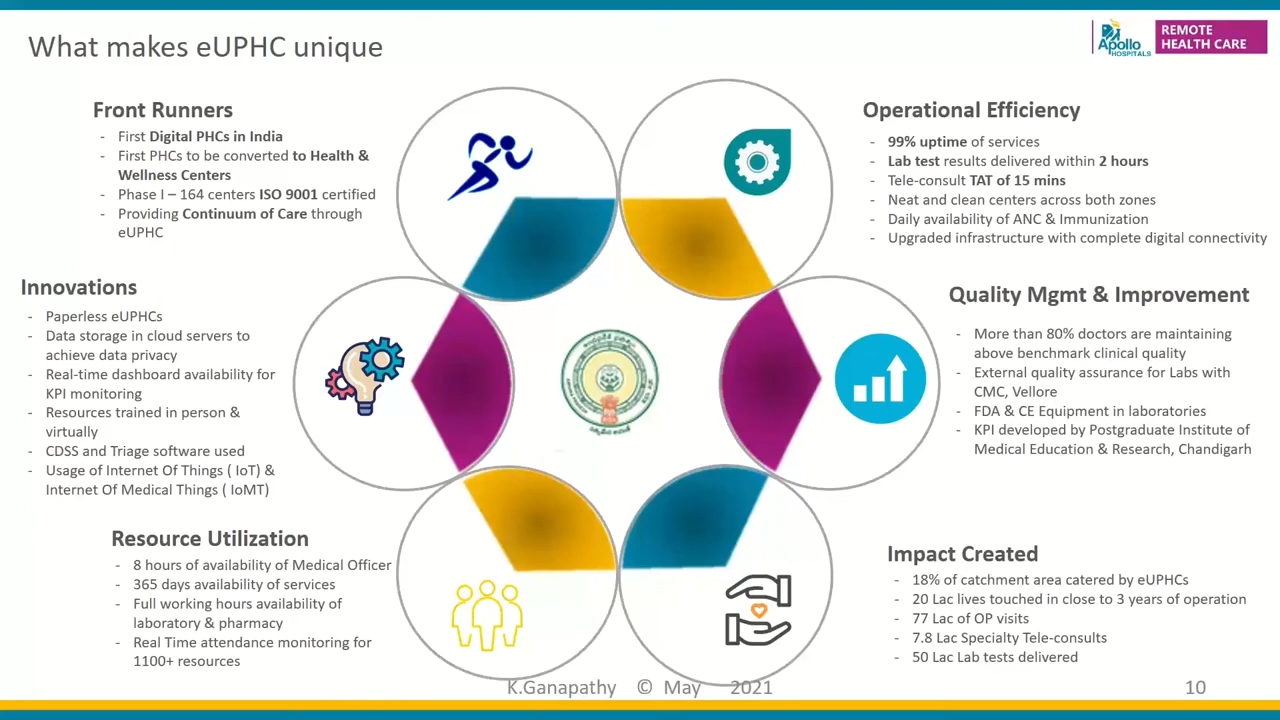 What makes eUPHC unique
Apollo
HOSPITALS
REMOTE
HEALTH CARE
Front Runners
- First Digital PHCs in India
- First PHCs to be converted to Health &
Wellness Centers
- Phase I – 164 centers ISO 9001 certified
- Providing Continuum of Care through
eUPHC
Operational Efficiency
- 99% uptime of services
- Lab test results delivered within 2 hours
- Tele-consult TAT of 15 mins
- Neat and clean centers across both zones
- Daily availability of ANC & Immunization
- Upgraded infrastructure with complete digital connectivity
Innovations
- Paperless eUPHCs
- Data storage in cloud servers to
achieve data privacy
- Real-time dashboard availability for
KPI monitoring
- Resources trained in person &
virtually
- CDSS and Triage software used
- Usage of Internet Of Things ( IoT) &
Internet Of Medical Things ( IoMT)
Quality Mgmt & Improvement
- More than 80% doctors are maintaining
above benchmark clinical quality
- External quality assurance for Labs with
CMC, Vellore
- FDA & CE Equipment in laboratories
- KPI developed by Postgraduate Institute of
Medical Education & Research, Chandigarh
Resource Utilization
- 8 hours of availability of Medical Officer
- 365 days availability of services
- Full working hours availability of
laboratory & pharmacy
- Real Time attendance monitoring for
1100+ resources
Impact Created
- 18% of catchment area catered by eUPHCs
- 20 Lac lives touched in close to 3 years of operation
- 77 Lac of OP visits
- 7.8 Lac Specialty Tele-consults
- 50 Lac Lab tests delivered
K.Ganapathy © May 2021
10